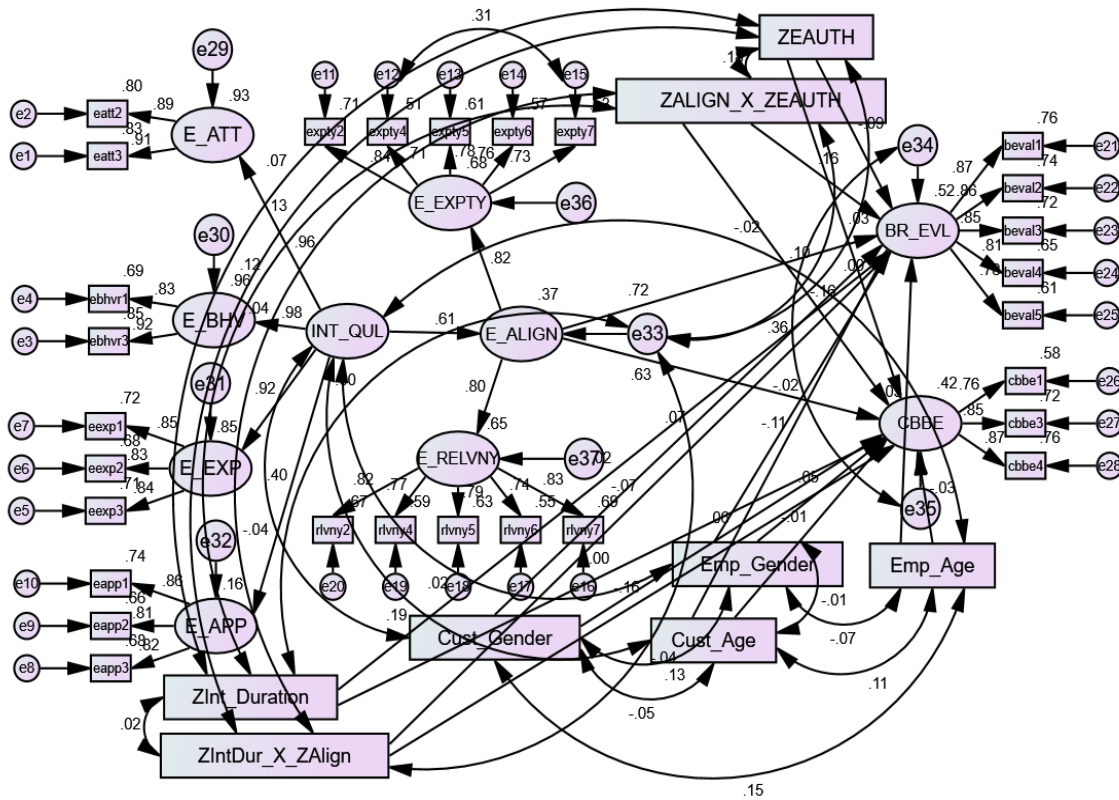 .31
ZEAUTH
e29
.80
e11
e12
e13
e14
e15
ZALIGN_X_ZEAUTH
e2
eatt2
.89
.93
.71
.51
.61
.57
.83
E_ATT
expty2
expty4
expty5
expty6
expty7
-.09
.76
e1
eatt3
.91
.84
.71
.78
.76
.68
.73
.16
e34
.87
beval1
e21
.07
.74
.13
E_EXPTY
e36
.52
.86
beval2
e22
e30
-.02
.03
.72
BR_EVL
.85
beval3
e23
.96
.82
.10
.81
.65
.69
.12
.00
beval4
e24
e4
ebhvr1
.83
.96
.37
.72
-.16
.61
.85
E_BHV
.04
.98
INT_QUL
.61
E_ALIGN
e33
.36
beval5
e25
e3
ebhvr3
.92
.58
e31
.92
.80
.63
-.02
.42
.76
cbbe1
e26
.72
.85
.85
.07
.72
e7
eexp1
.65
-.11
CBBE
.85
cbbe3
e27
.68
.83
E_EXP
E_RELVNY
e37
.87
.76
e6
eexp2
.40
.82
.77
.79
.74
.83
.02
cbbe4
e28
.71
.84
.67
.59
.63
.55
.69
-.07
.05
-.03
e5
eexp3
e35
e32
-.04
rlvny2
rlvny4
rlvny5
rlvny6
rlvny7
-.01
.74
.00
e10
eapp1
.86
.16
.02
-.16
Emp_Gender
Emp_Age
.66
e20
e19
e18
e17
e16
-.01
e9
eapp2
.81
E_APP
.19
Cust_Gender
Cust_Age
-.07
.68
.82
e8
eapp3
-.04
.13
.11
ZInt_Duration
-.05
.02
ZIntDur_X_ZAlign
.15